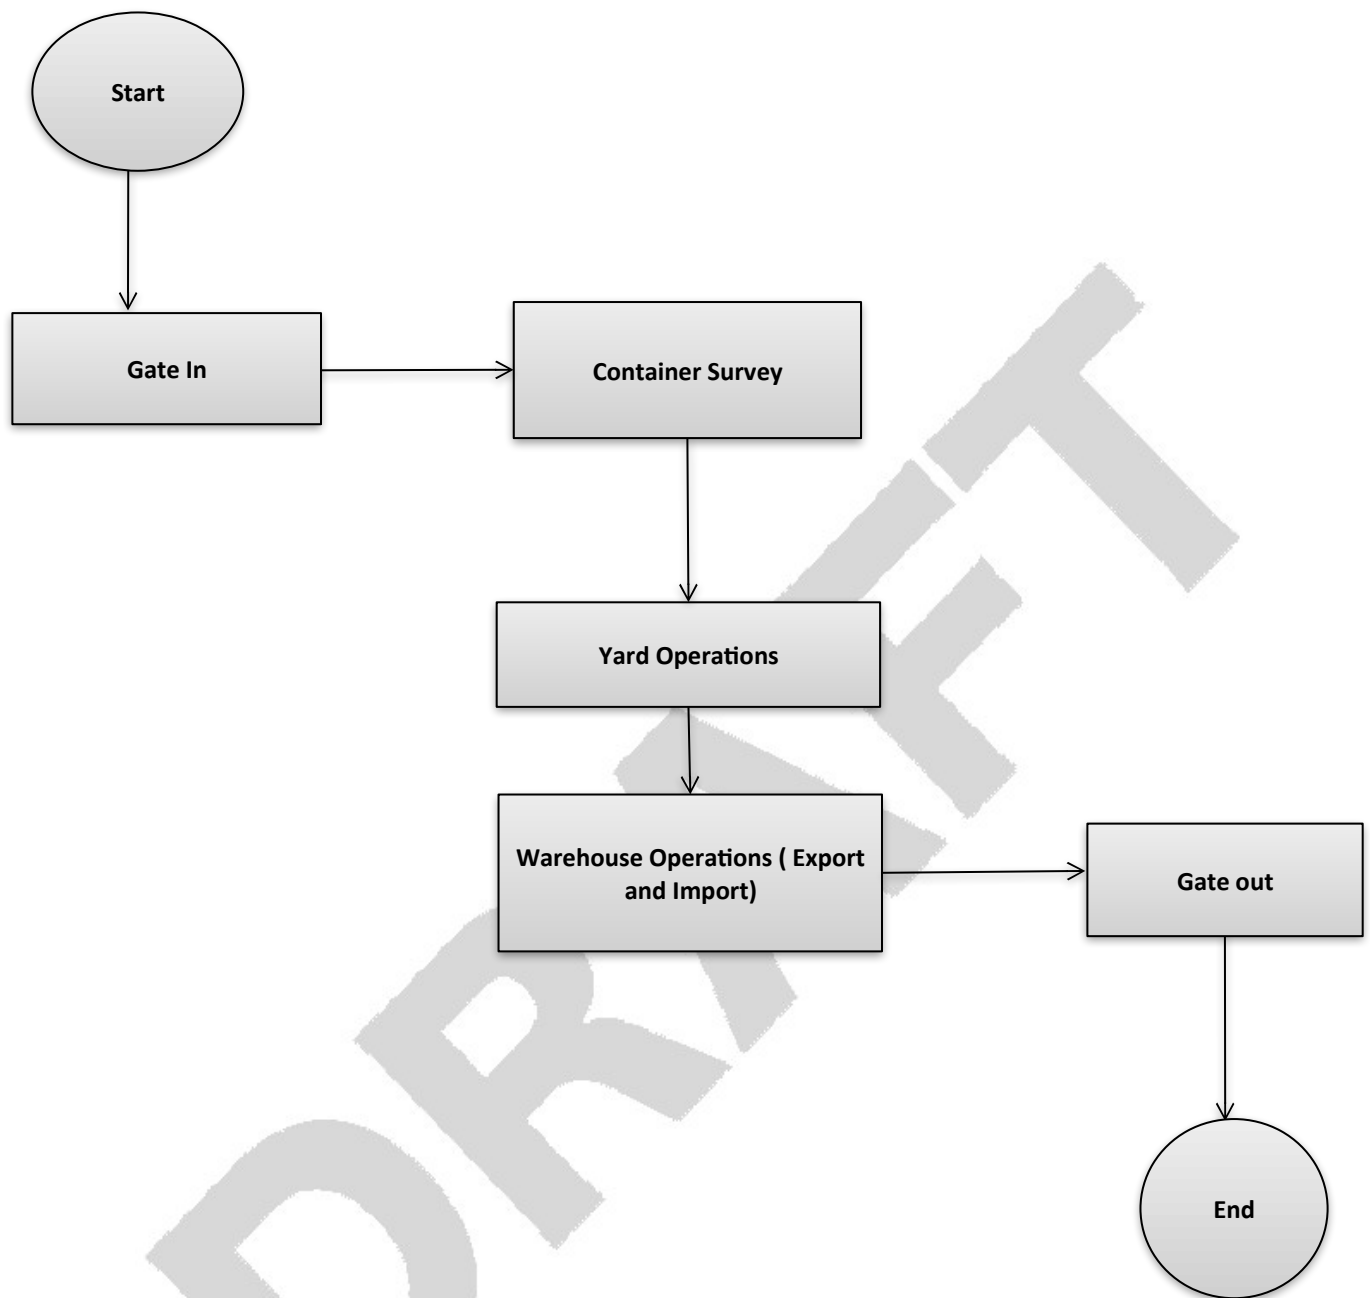 Start
Gate In
Container Survey
Yard Operations
Warehouse Operations ( Export
and Import)
Gate out
End
DRAFT